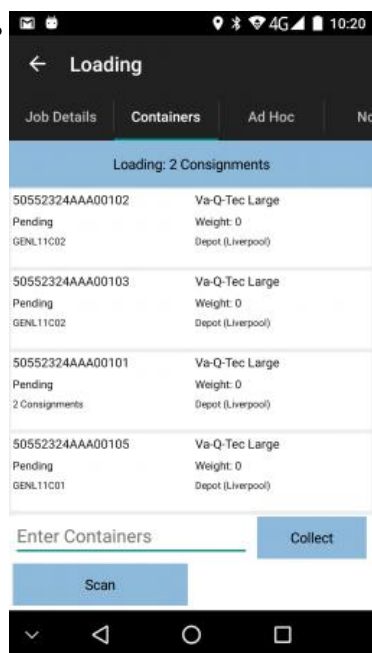 4G 10:20
Loading
Job Details Containers Ad Hoc No
Loading: 2 Consignments
50552324AAA00102 Va-Q-Tec Large
Pending Weight: 0
GENL11C02 Depot (Liverpool)
50552324AAA00103 Va-Q-Tec Large
Pending Weight: 0
GENL11C02 Depot (Liverpool)
50552324AAA00101 Va-Q-Tec Large
Pending Weight: 0
2 Consignments Depot (Liverpool)
50552324AAA00105 Va-Q-Tec Large
Pending Weight: 0
GENL11C01 Depot (Liverpool)
Enter Containers Collect
Scan